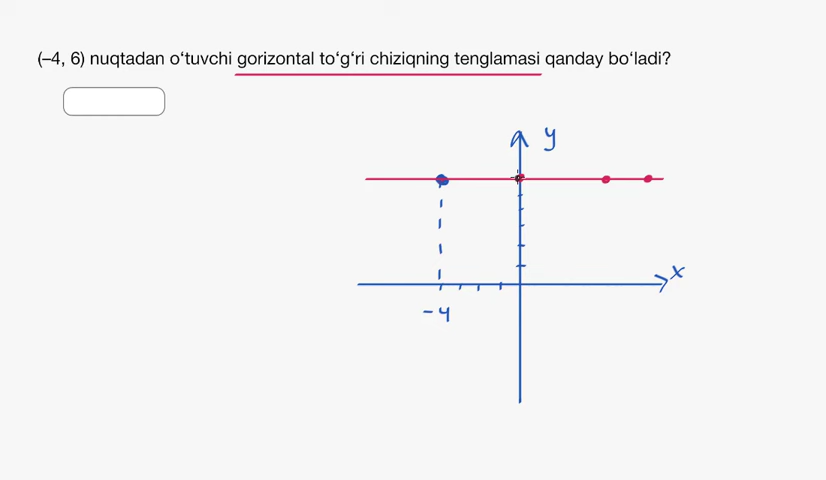 (–4, 6) nuqtadan o‘tuvchi gorizontal to‘g‘ri chiziqning tenglamasi qanday bo‘ladi?
y
x
-4